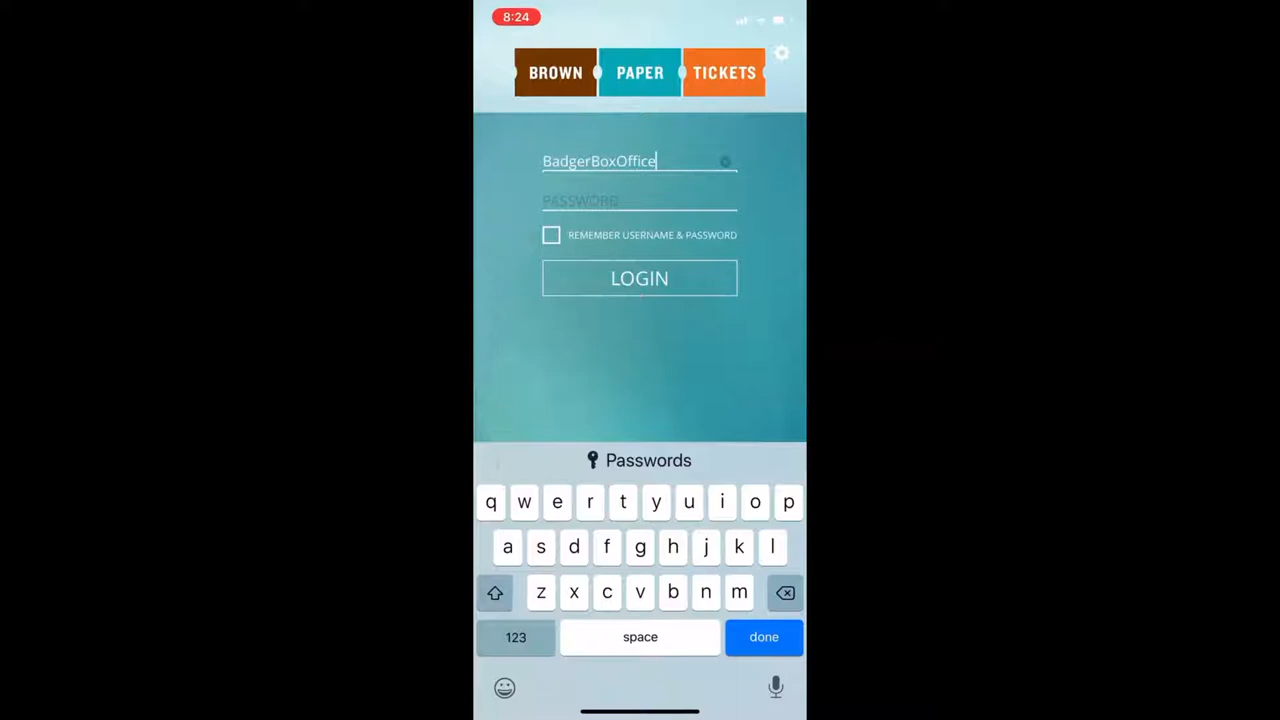 8:24
BROWN PAPER TICKETS
BadgerBoxOffice
PASSWORD
REMEMBER USERNAME & PASSWORD
LOGIN
Passwords
q w e r t y u i o p
a s d f g h j k l
z x c v b n m
123 space done